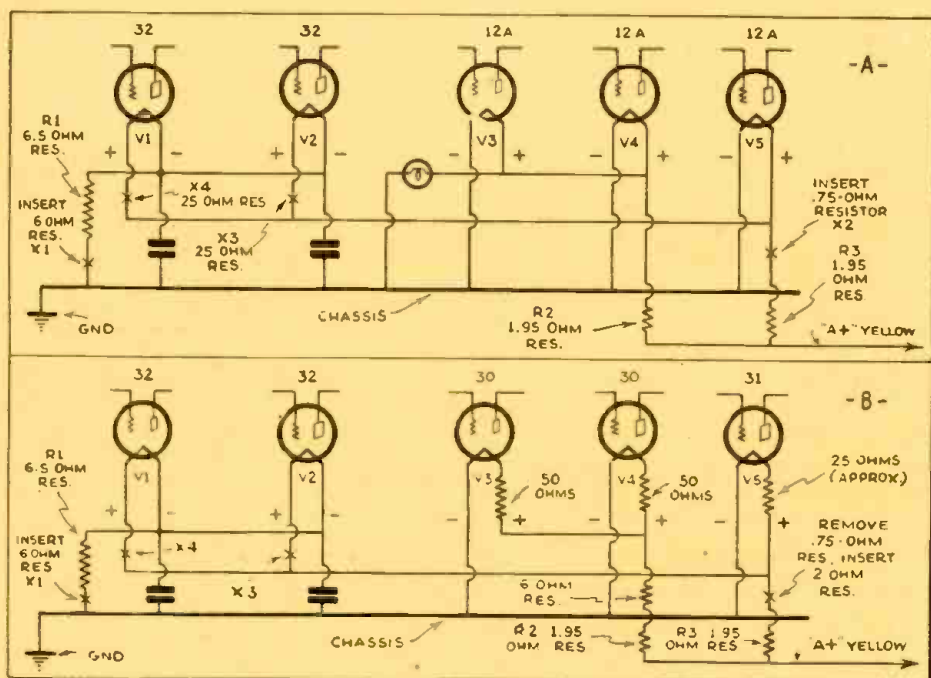 32
32
12A
12A
12A
-A-
R1
6.5 OHM
RES.
V1
V2
V3
V4
V5
+
-
+
-
-
+
-
+
-
+
X4
25 OHM RES
INSERT
6 OHM
RES.
X1
X3
25 OHM
RES.
INSERT
.75-OHM
RESISTOR
X2
R3
1.95
OHM
RES.
GND
CHASSIS
R2
1.95 OHM
RES.
"A+" YELLOW
32
32
30
30
31
-B-
R1
6.5 OHM
RES.
V1
V2
V3
V4
V5
50
OHMS
50
OHMS
25 OHMS
(APPROX.)
+
-
+
-
-
+
-
+
-
+
INSERT
6 OHM
RES
X1
X4
X3
REMOVE
.75-OHM
RES. INSERT
2 OHM
RES.
6 OHM
RES.
CHASSIS
R2 1.95
OHM RES
R3 1.95
OHM RES
GND
A+ YELLOW